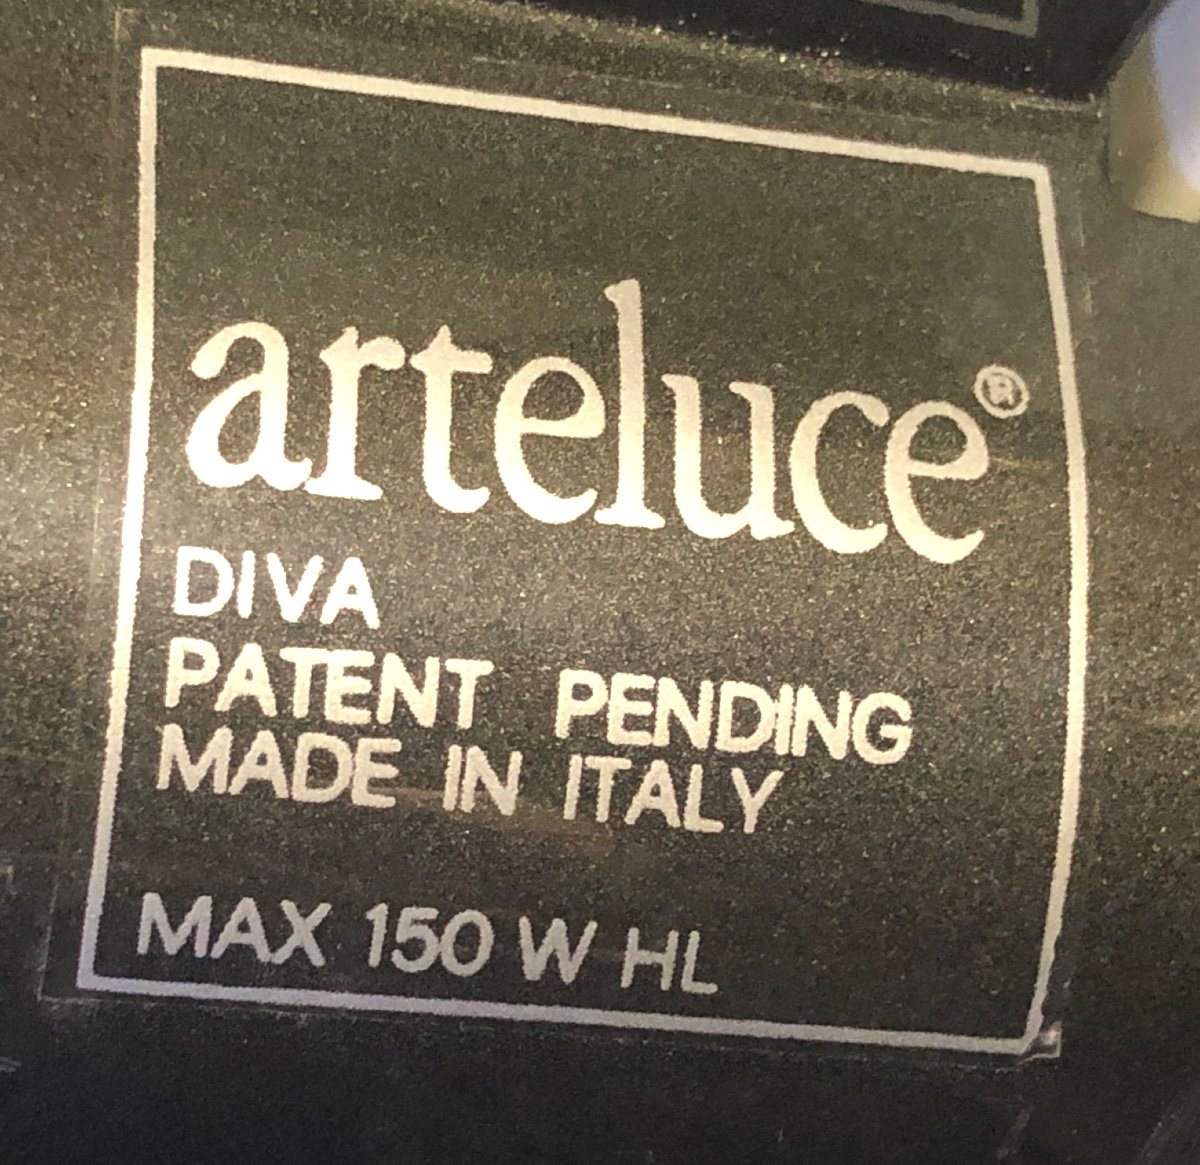 arteluce®
DIVA
PATENT PENDING
MADE IN ITALY
MAX 150 W HL